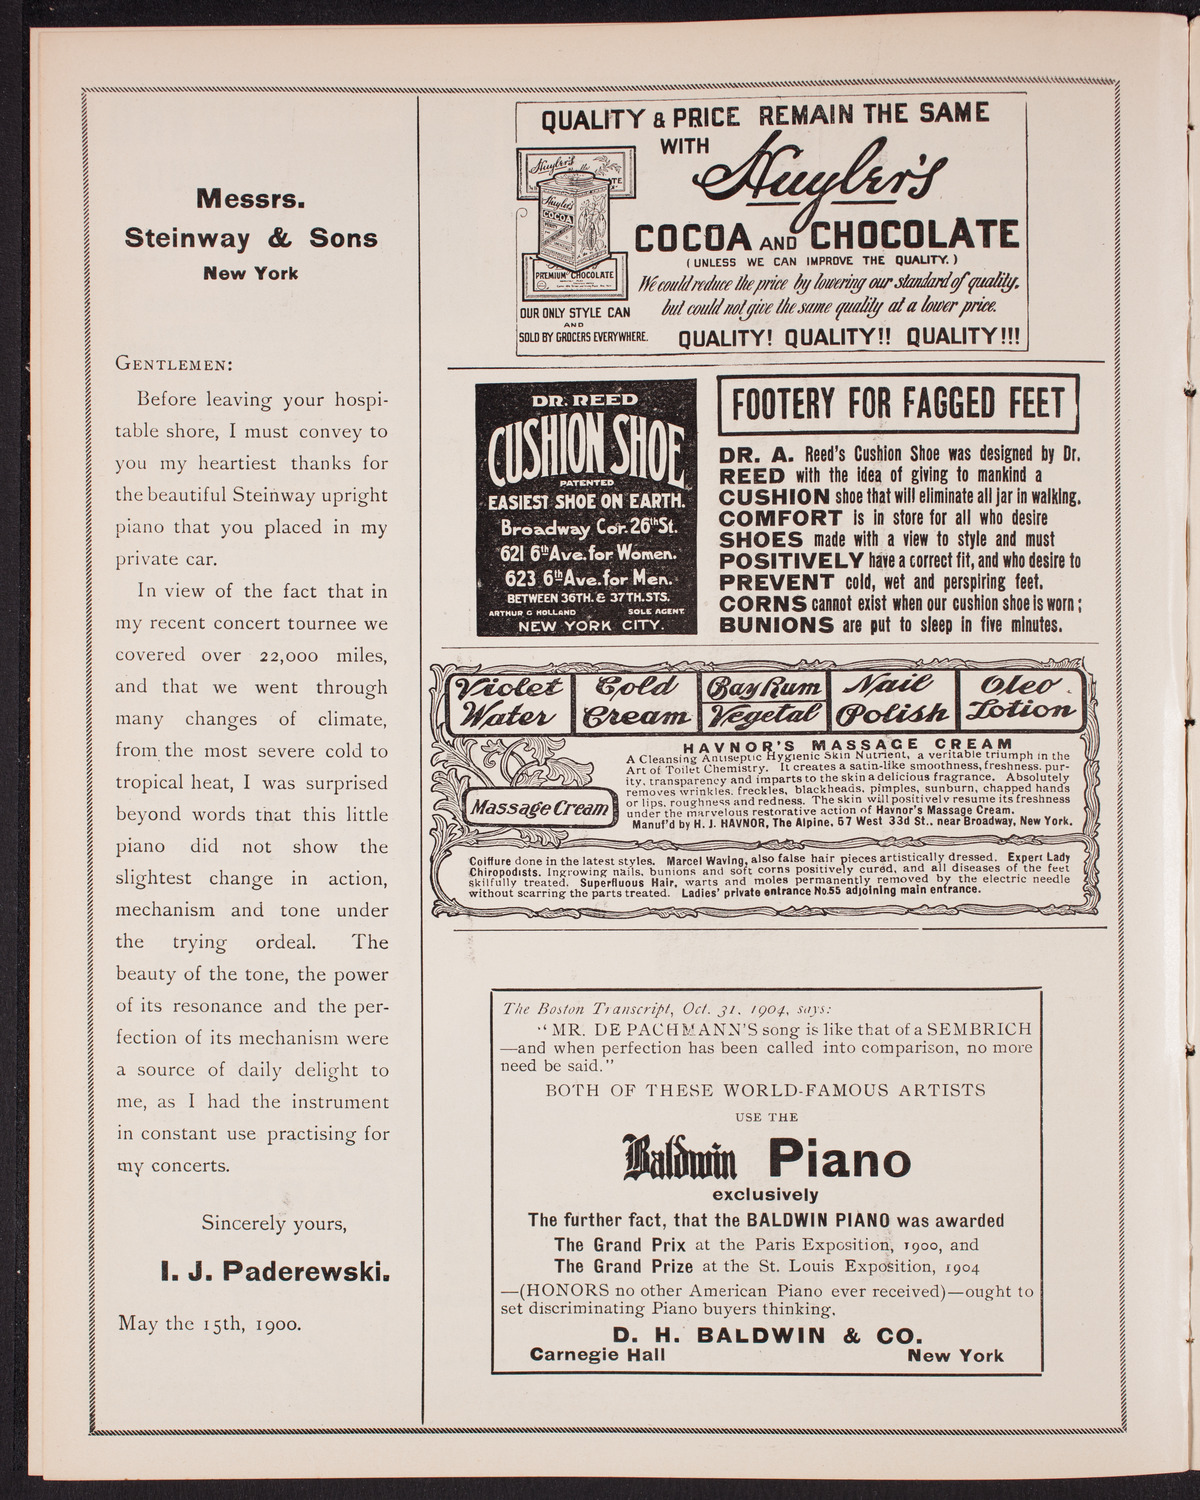 Messrs.
Steinway & Sons
New York
GENTLEMEN:
Before leaving your hospi-
table shore, I must convey to
you my heartiest thanks for
the beautiful Steinway upright
piano that you placed in my
private car.
In view of the fact that in
my recent concert tournee we
covered over 22,000 miles,
and that we went through
many changes of climate,
from the most severe cold to
tropical heat, I was surprised
beyond words that this little
piano did not show the
slightest change in action,
mechanism and tone under
the trying ordeal. The
beauty of the tone, the power
of its resonance and the per-
fection of its mechanism were
a source of daily delight to
me, as I had the instrument
in constant use practising for
my concerts.
Sincerely yours,
I. J. Paderewski.
May the 15th, 1900.
QUALITY & PRICE REMAIN THE SAME
WITH Huyler's
COCOA AND CHOCOLATE
(UNLESS WE CAN IMPROVE THE QUALITY.)
We could reduce the price by lowering our standard of quality,
but could not give the same quality at a lower price.
QUALITY! QUALITY!! QUALITY!!!
Huyler's
Huyler's
COCOA
PREMIUM CHOCOLATE
OUR ONLY STYLE CAN
AND
SOLD BY GROCERS EVERYWHERE.
DR. REED
CUSHION SHOE
PATENTED
EASIEST SHOE ON EARTH.
Broadway Cor. 26th St.
621 6th Ave. for Women.
623 6th Ave. for Men.
BETWEEN 36TH. & 37TH. STS.
ARTHUR G HOLLAND SOLE AGENT.
NEW YORK CITY.
FOOTERY FOR FAGGED FEET
DR. A. Reed's Cushion Shoe was designed by Dr.
REED with the idea of giving to mankind a
CUSHION shoe that will eliminate all jar in walking.
COMFORT is in store for all who desire
SHOES made with a view to style and must
POSITIVELY have a correct fit, and who desire to
PREVENT cold, wet and perspiring feet.
CORNS cannot exist when our cushion shoe is worn;
BUNIONS are put to sleep in five minutes.
Violet Water
Cold Cream
Bay Rum
Vegetal
Nail Polish
Oleo Lotion
Massage Cream
HAVNOR'S MASSAGE CREAM
A Cleansing Antiseptic Hygienic Skin Nutrient, a veritable triumph in the
Art of Toilet Chemistry. It creates a satin-like smoothness, freshness, pur-
ity, transparency and imparts to the skin a delicious fragrance. Absolutely
removes wrinkles, freckles, blackheads, pimples, sunburn, chapped hands
or lips, roughness and redness. The skin will positively resume its freshness
under the marvelous restorative action of Havnor's Massage Cream.
Manuf'd by H. J. HAVNOR, The Alpine, 57 West 33d St., near Broadway, New York.
Coiffure done in the latest styles. Marcel Waving, also false hair pieces artistically dressed. Expert Lady
Chiropodists. Ingrowing nails, bunions and soft corns positively cured, and all diseases of the feet
skilfully treated. Superfluous Hair, warts and moles permanently removed by the electric needle
without scarring the parts treated. Ladies' private entrance No. 55 adjoining main entrance.
The Boston Transcript, Oct. 31, 1904, says:
"MR. DE PACHMANN'S song is like that of a SEMBRICH
—and when perfection has been called into comparison, no more
need be said."
BOTH OF THESE WORLD-FAMOUS ARTISTS
USE THE
Baldwin Piano
exclusively
The further fact, that the BALDWIN PIANO was awarded
The Grand Prix at the Paris Exposition, 1900, and
The Grand Prize at the St. Louis Exposition, 1904
—(HONORS no other American Piano ever received)—ought to
set discriminating Piano buyers thinking.
D. H. BALDWIN & CO.
Carnegie Hall New York